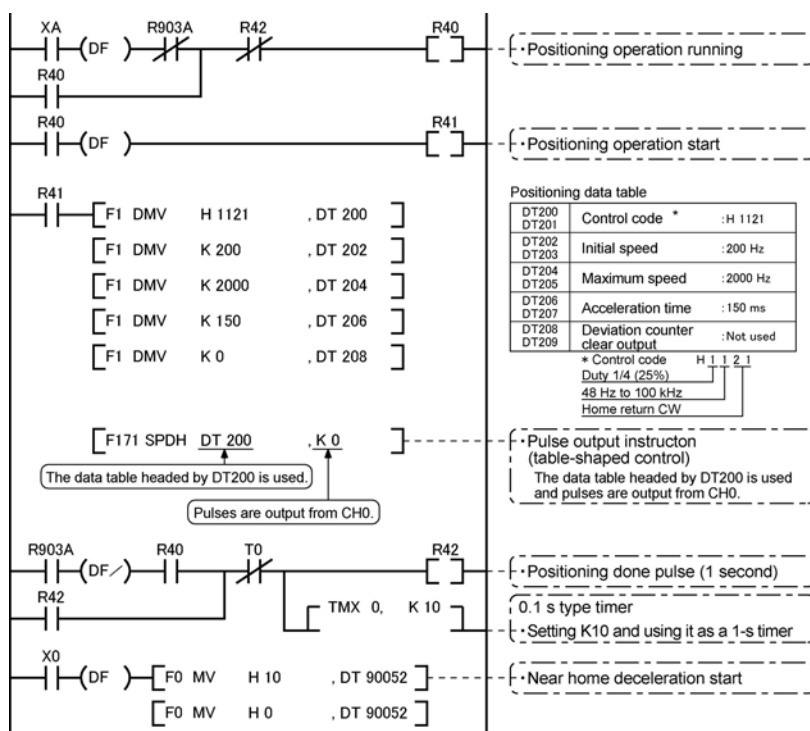 XA R903A R42 R40
(DF )
·Positioning operation running
R40
R40 R41
(DF )
·Positioning operation start
R41
F1 DMV H 1121 , DT 200
F1 DMV K 200 , DT 202
F1 DMV K 2000 , DT 204
F1 DMV K 150 , DT 206
F1 DMV K 0 , DT 208
Positioning data table
DT200 DT201 Control code * :H 1121
DT202 DT203 Initial speed :200 Hz
DT204 DT205 Maximum speed :2000 Hz
DT206 DT207 Acceleration time :150 ms
DT208 DT209 Deviation counter clear output :Not used
* Control code H 1 1 2 1
Duty 1/4 (25%)
48 Hz to 100 kHz
Home return CW
F171 SPDH DT 200 , K 0
The data table headed by DT200 is used.
Pulses are output from CH0.
·Pulse output instructon
(table-shaped control)
The data table headed by DT200 is used
and pulses are output from CH0.
R903A R40 T0 R42
(DF/)
·Positioning done pulse (1 second)
R42
TMX 0, K 10
0.1 s type timer
·Setting K10 and using it as a 1-s timer
X0
(DF )
F0 MV H 10 , DT 90052
·Near home deceleration start
F0 MV H 0 , DT 90052